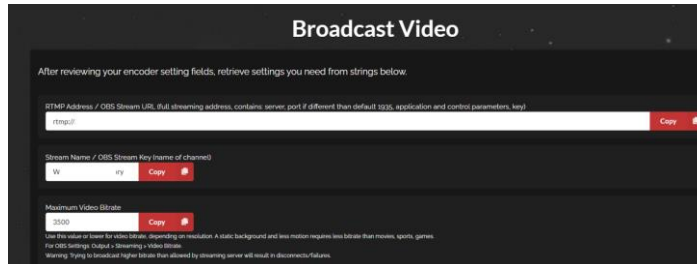 Broadcast Video
After reviewing your encoder setting fields, retrieve settings you need from strings below.
RTMP Address / OBS Stream URL (full streaming address, contains: server, port if different than default 1935, application and control parameters, key)
rtmp://
Copy
Stream Name / OBS Stream Key (name of channel)
W ry Copy
Maximum Video Bitrate
3500 Copy
Use this value or lower for video bitrate, depending on resolution. A static background and less motion requires less bitrate than movies, sports, games.
For OBS Settings: Output > Streaming > Video Bitrate.
Warning: Trying to broadcast higher bitrate than allowed by streaming server will result in disconnects/failures.